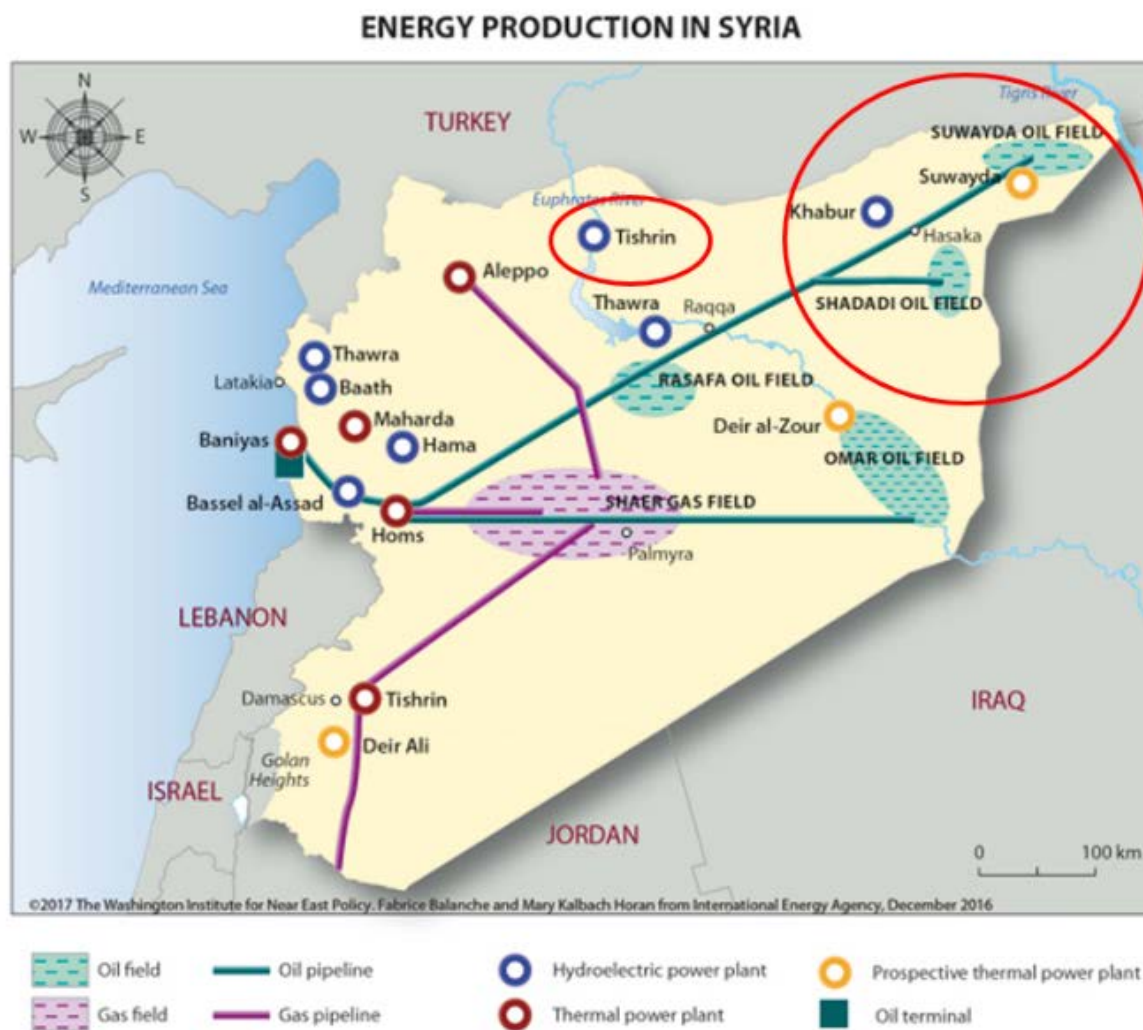 ENERGY PRODUCTION IN SYRIA
N
W
E
S
TURKEY
Tigris River
SUWAYDA OIL FIELD
Suwayda
Euphrates River
Khabur
Tishrin
Hasaka
Aleppo
Mediterranean Sea
SHADADI OIL FIELD
Thawra
Raqqa
Thawra
Latakia
Baath
RASAFA OIL FIELD
Maharda
Deir al-Zour
Baniyas
Hama
OMAR OIL FIELD
Bassel al-Assad
SHAER GAS FIELD
Homs
Palmyra
LEBANON
Damascus
Tishrin
IRAQ
Deir Ali
Golan
Heights
ISRAEL
JORDAN
0 100 km
©2017 The Washington Institute for Near East Policy. Fabrice Balanche and Mary Kalbach Horan from International Energy Agency, December 2016
Oil field
Oil pipeline
Hydroelectric power plant
Prospective thermal power plant
Gas field
Gas pipeline
Thermal power plant
Oil terminal